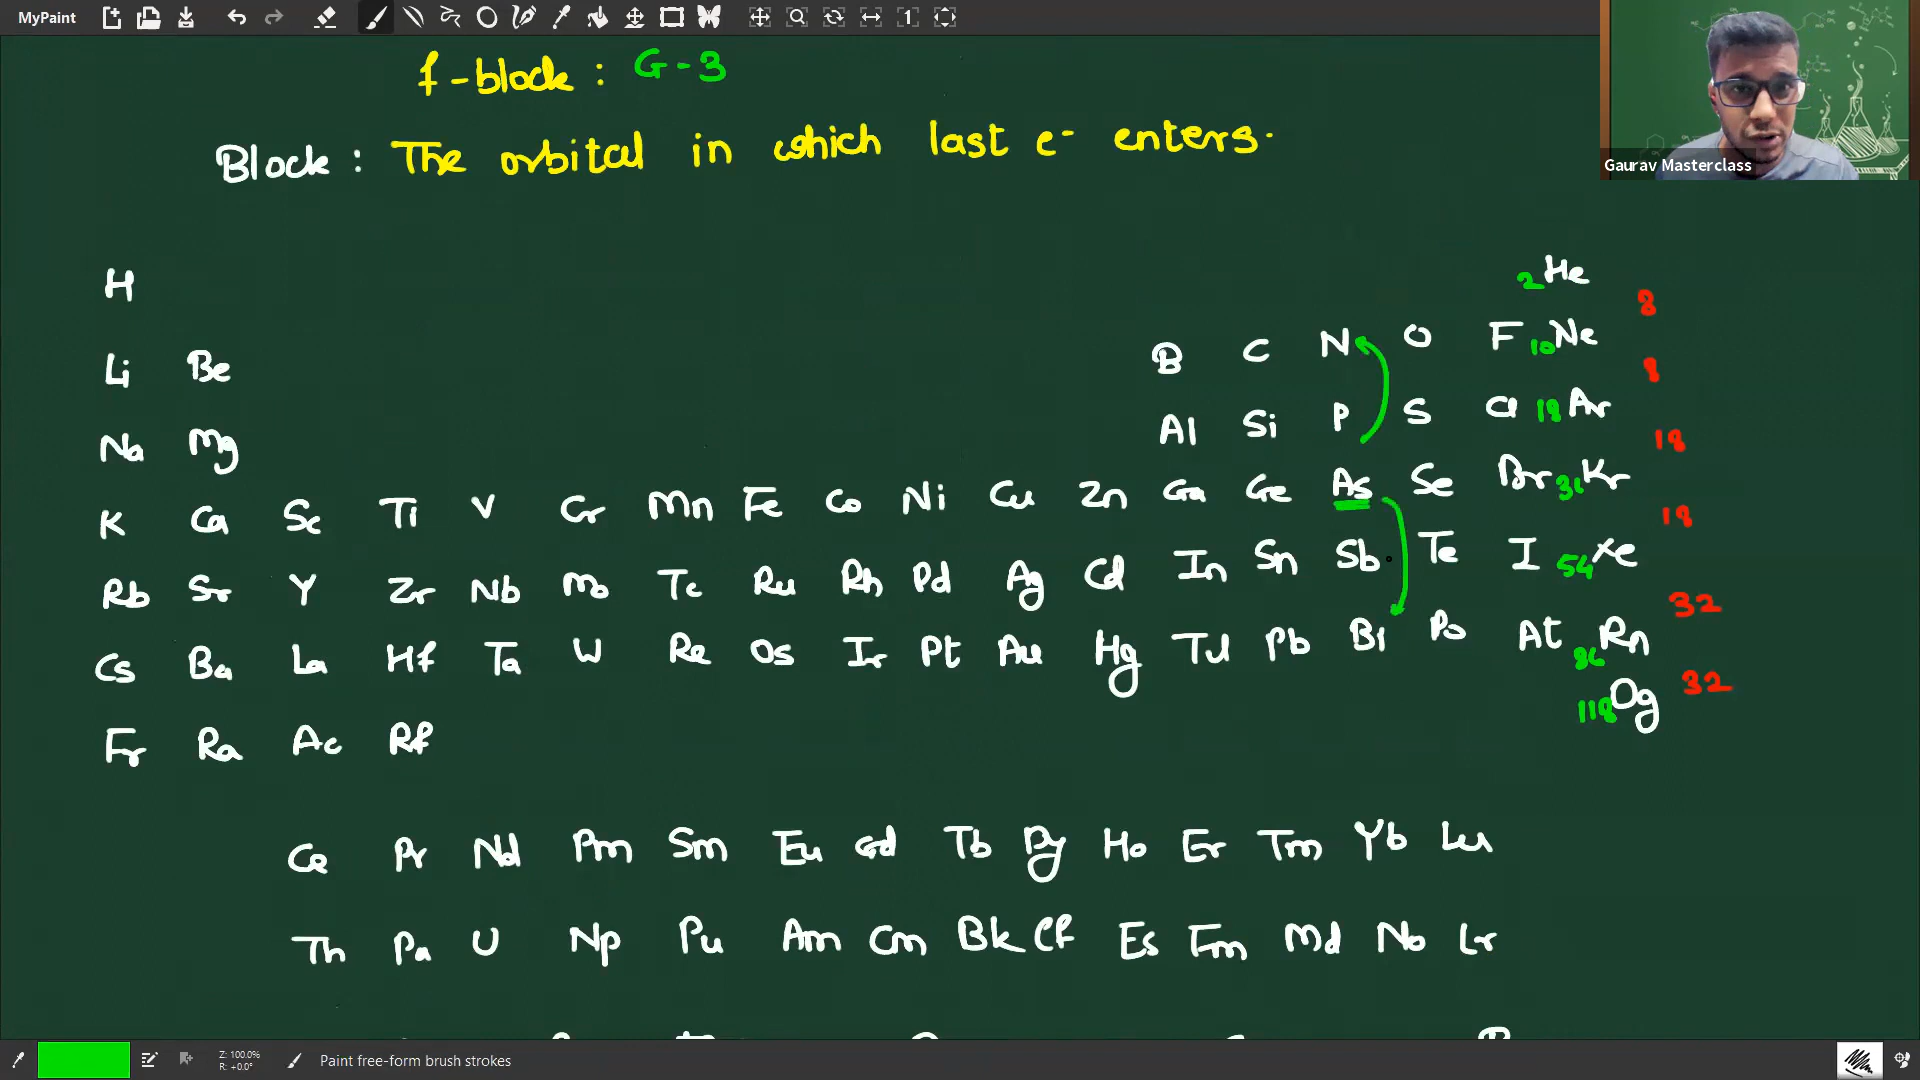 MyPaint
Gaurav Masterclass
f-block : G-3
Block : The orbital in which last e- enters.
H 2He
8
Li Be B C N O F 10Ne
8
Na Mg Al Si P S Cl 18Ar
18
K Ca Sc Ti V Cr Mn Fe Co Ni Cu Zn Ga Ge As Se Br 36Kr
18
Rb Sr Y Zr Nb Mo Tc Ru Rh Pd Ag Cd In Sn Sb Te I 54Xe
32
Cs Ba La Hf Ta W Re Os Ir Pt Au Hg Tl Pb Bi Po At 86Rn
32
Fr Ra Ac Rf 118Og
Ce Pr Nd Pm Sm Eu Gd Tb Dy Ho Er Tm Yb Lu
Th Pa U Np Pu Am Cm Bk Cf Es Fm Md No Lr
Z: 100.0%
R: +0.0°
Paint free-form brush strokes